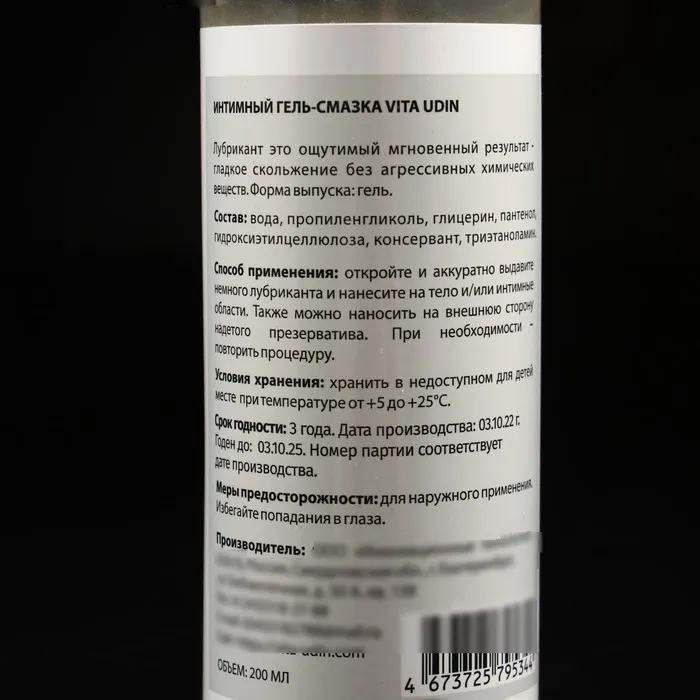 ИНТИМНЫЙ ГЕЛЬ-СМАЗКА VITA UDIN
Лубрикант это ощутимый мгновенный результат -
гладкое скольжение без агрессивных химических
веществ. Форма выпуска: гель.
Состав: вода, пропиленгликоль, глицерин, пантенол,
гидроксиэтилцеллюлоза, консервант, триэтаноламин.
Способ применения: откройте и аккуратно выдавите
немного лубриканта и нанесите на тело и/или интимные
области. Также можно наносить на внешнюю сторону
надетого презерватива. При необходимости –
повторить процедуру.
Условия хранения: хранить в недоступном для детей
месте при температуре от +5 до +25°С.
Срок годности: 3 года. Дата производства: 03.10.22 г.
Годен до: 03.10.25. Номер партии соответствует
дате производства.
Меры предосторожности: для наружного применения.
Избегайте попадания в глаза.
Производитель:
ОБЪЕМ: 200 МЛ
4 673725 795344